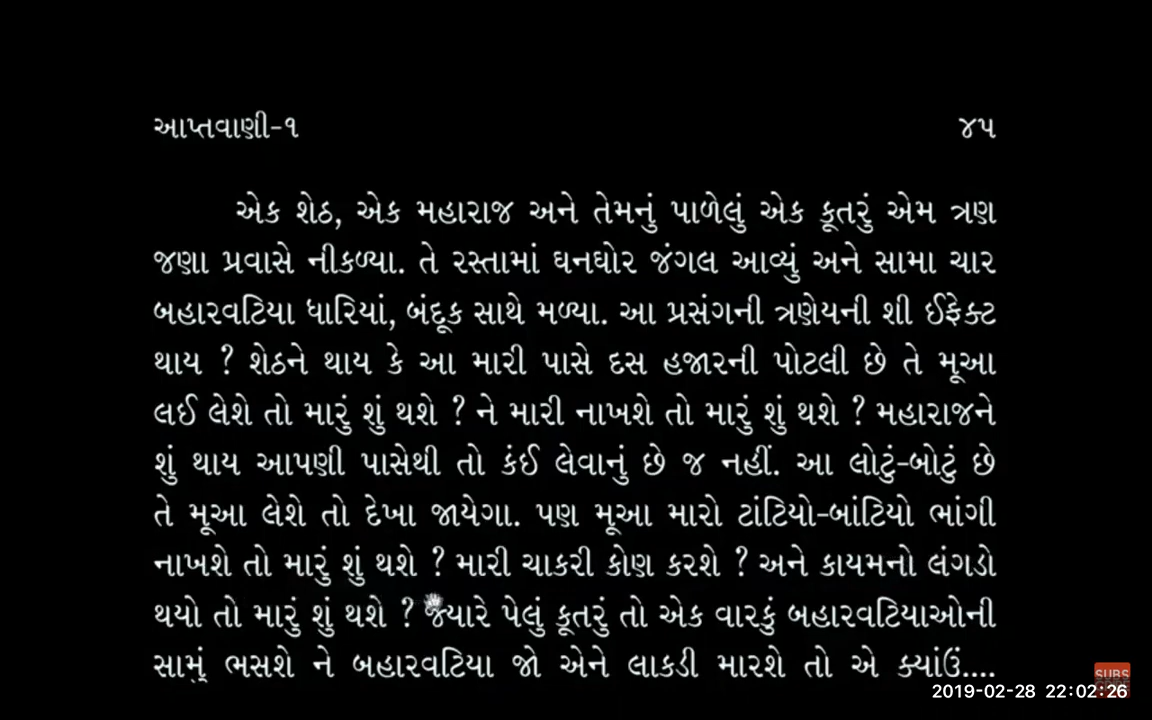 આપ્તવાણી-૧ ૪૫
એક શેઠ, એક મહારાજ અને તેમનું પાળેલું એક કૂતરું એમ ત્રણ
જણા પ્રવાસે નીકળ્યા. તે રસ્તામાં ઘનઘોર જંગલ આવ્યું અને સામા ચાર
બહારવટિયા ધારિયાં, બંદૂક સાથે મળ્યા. આ પ્રસંગની ત્રણેયની શી ઈફેક્ટ
થાય ? શેઠને થાય કે આ મારી પાસે દસ હજારની પોટલી છે તે મૂઆ
લઈ લેશે તો મારું શું થશે ? ને મારી નાખશે તો મારું શું થશે ? મહારાજને
શું થાય આપણી પાસેથી તો કંઈ લેવાનું છે જ નહીં. આ લોટું-બોટું છે
તે મૂઆ લેશે તો દેખા જાયેગા. પણ મૂઆ મારો ટાંટિયો-બાંટિયો ભાંગી
નાખશે તો મારું શું થશે ? મારી ચાકરી કોણ કરશે ? અને કાયમનો લંગડો
થયો તો મારું શું થશે ? જ્યારે પેલું કૂતરું તો એક વારકું બહારવટિયાઓની
સામું ભસશે ને બહારવટિયા જો એને લાકડી મારશે તો એ ક્યાંઉં....
SUBS
2019-02-28 22:02:26